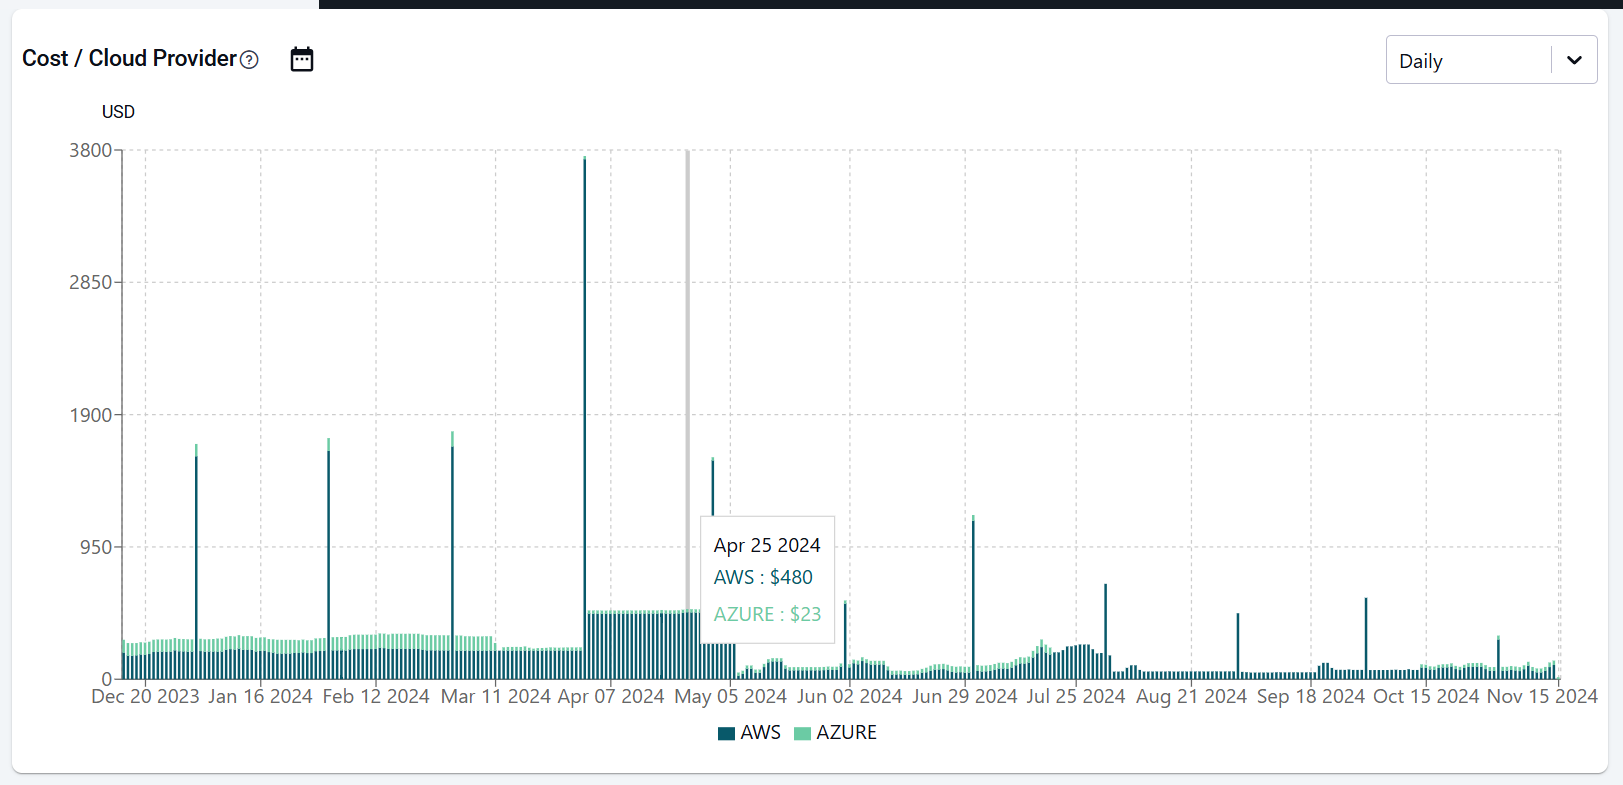 Cost / Cloud Provider
Daily
USD
3800
2850
1900
950
0
Apr 25 2024
AWS : $480
AZURE : $23
Dec 20 2023 Jan 16 2024 Feb 12 2024 Mar 11 2024 Apr 07 2024 May 05 2024 Jun 02 2024 Jun 29 2024 Jul 25 2024 Aug 21 2024 Sep 18 2024 Oct 15 2024 Nov 15 2024
AWS AZURE